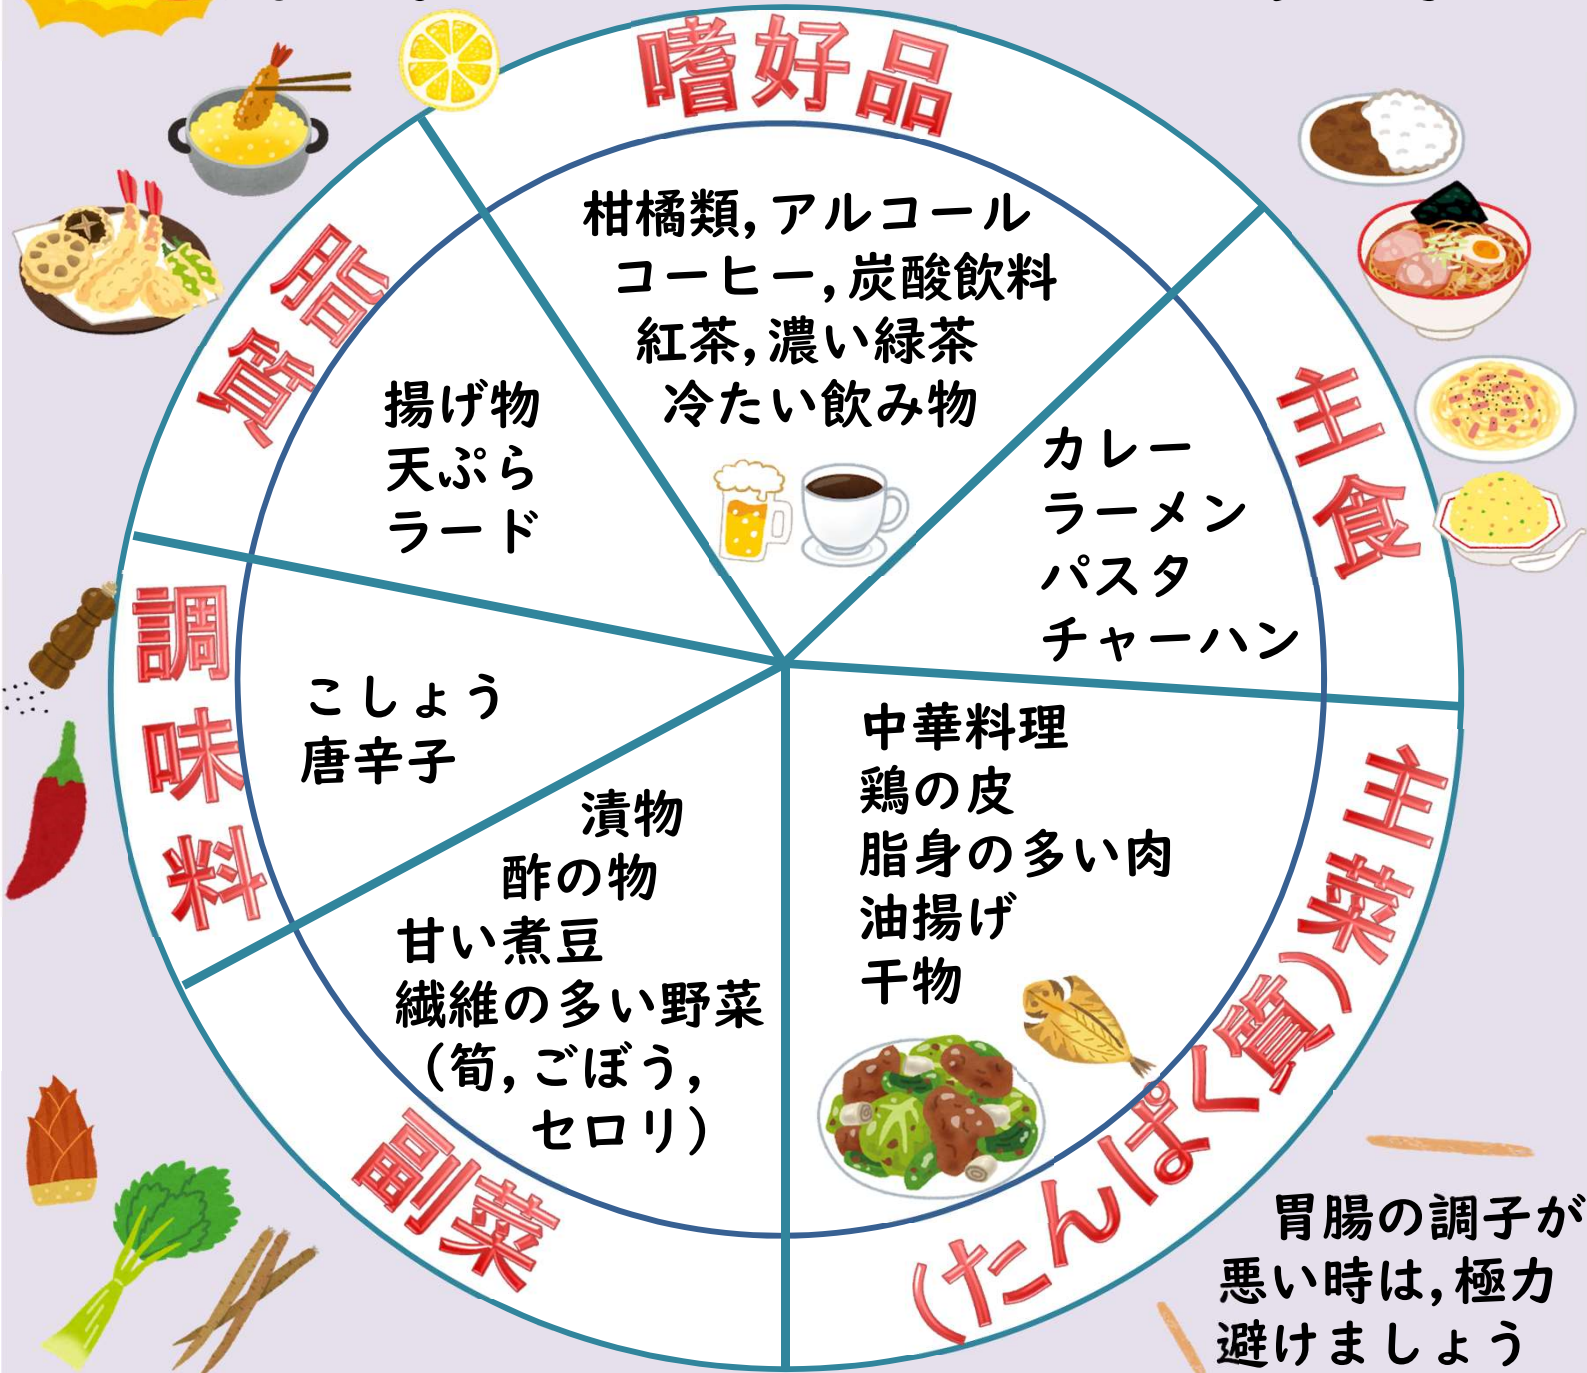 嗜好品
柑橘類,アルコール
コーヒー,炭酸飲料
紅茶,濃い緑茶
冷たい飲み物
主食
カレー
ラーメン
パスタ
チャーハン
主菜
(たんぱく質)
中華料理
鶏の皮
脂身の多い肉
油揚げ
干物
副菜
漬物
酢の物
甘い煮豆
繊維の多い野菜
(筍,ごぼう,
セロリ)
調味料
こしょう
唐辛子
脂質
揚げ物
天ぷら
ラード
胃腸の調子が
悪い時は,極力
避けましょう